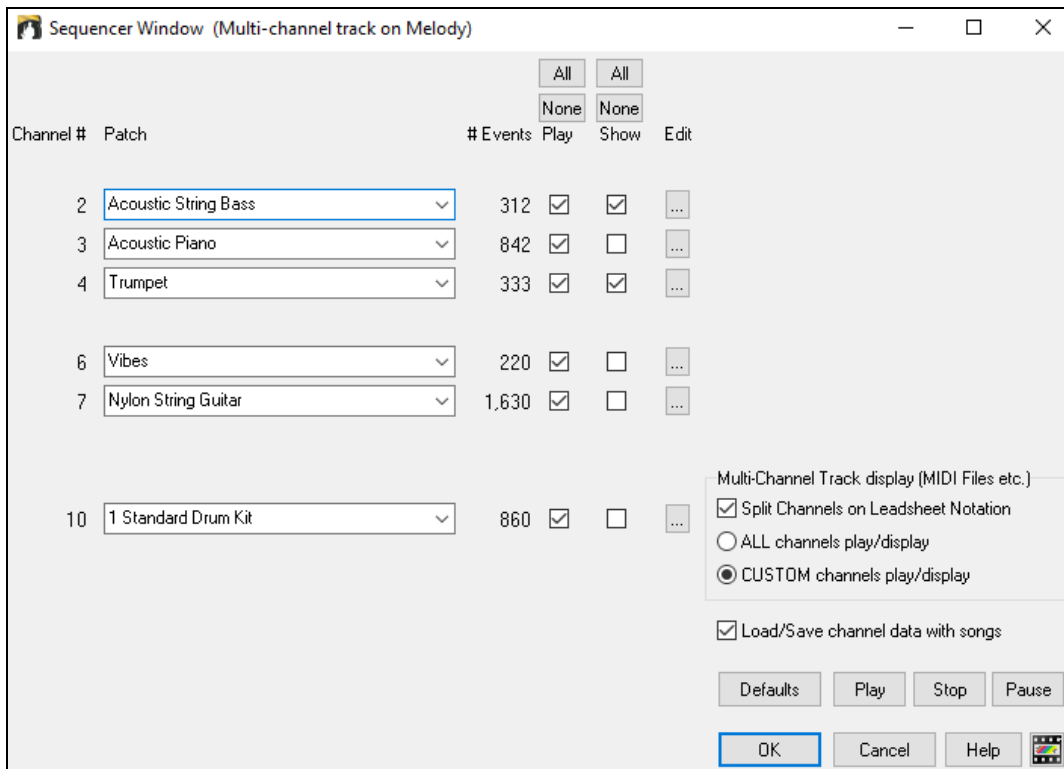 Sequencer Window (Multi-channel track on Melody)
All All
None None
Channel # Patch # Events Play Show Edit
2 Acoustic String Bass 312 ...
3 Acoustic Piano 842 ...
4 Trumpet 333 ...
6 Vibes 220 ...
7 Nylon String Guitar 1,630 ...
Multi-Channel Track display (MIDI Files etc.)
Split Channels on Leadsheet Notation
10 1 Standard Drum Kit 860 ...
ALL channels play/display
CUSTOM channels play/display
Load/Save channel data with songs
Defaults Play Stop Pause
OK Cancel Help